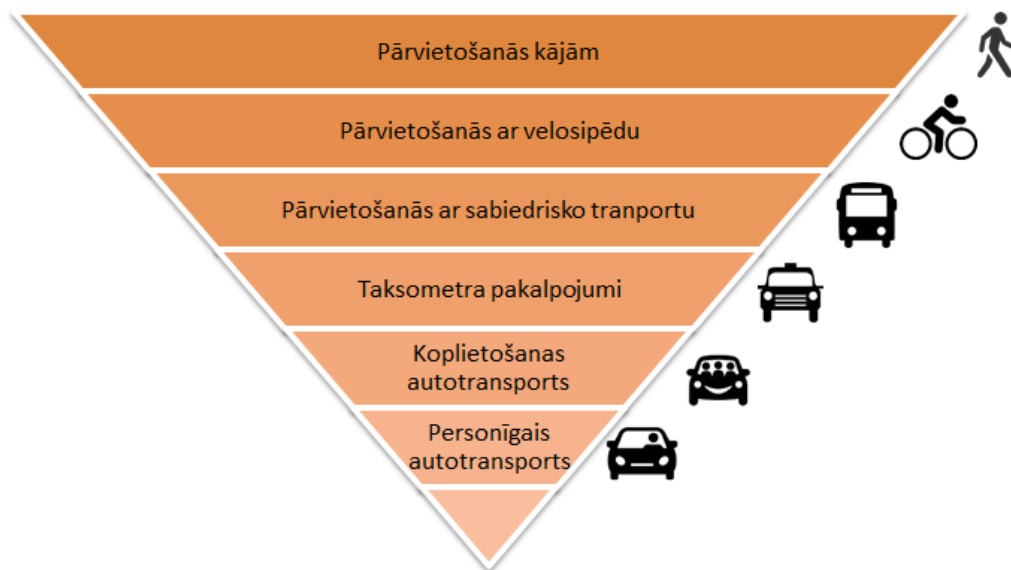 Pārvietošanās kājām
Pārvietošanās ar velosipēdu
Pārvietošanās ar sabiedrisko tranportu
Taksometra pakalpojumi
Koplietošanas
autotransports
Personīgais
autotransports